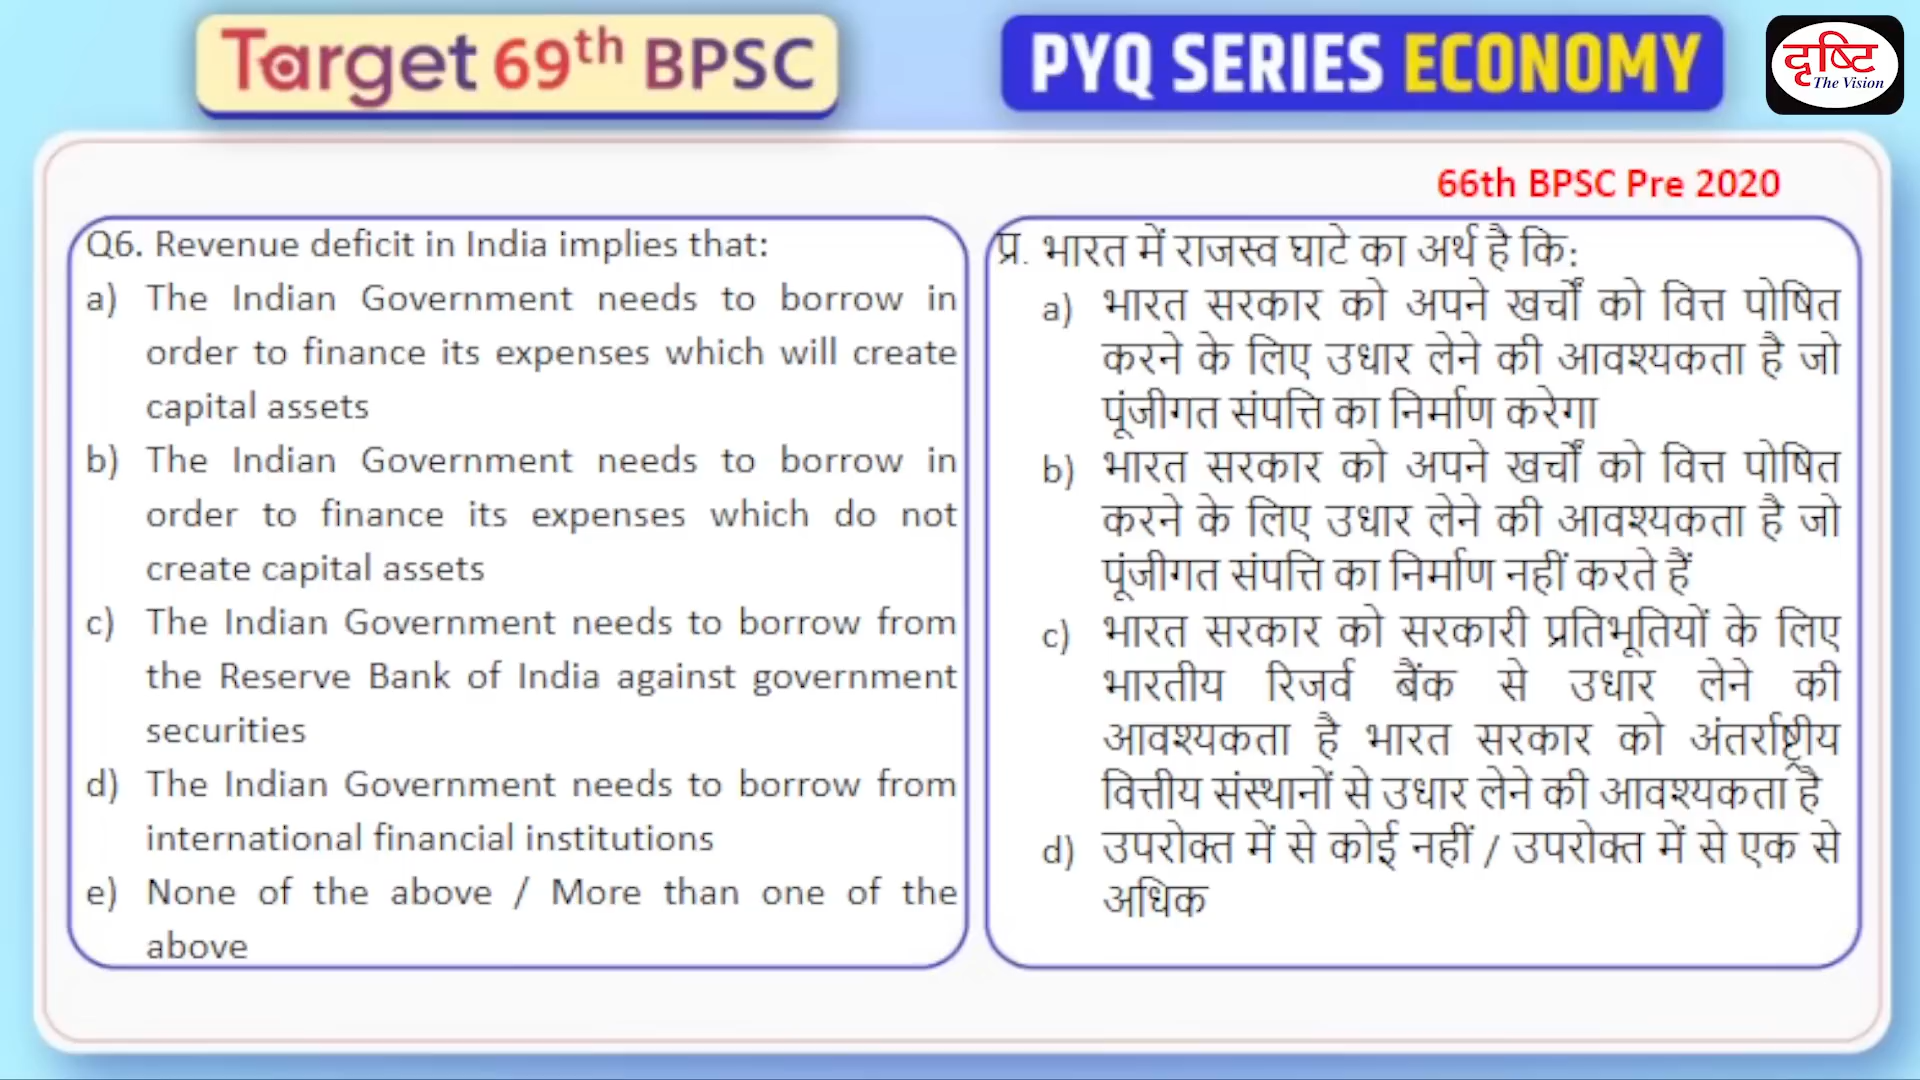 Target 69th BPSC
PYQ SERIES ECONOMY
दृष्टि
The Vision
66th BPSC Pre 2020
Q6. Revenue deficit in India implies that:
a) The Indian Government needs to borrow in
order to finance its expenses which will create
capital assets
b) The Indian Government needs to borrow in
order to finance its expenses which do not
create capital assets
c) The Indian Government needs to borrow from
the Reserve Bank of India against government
securities
d) The Indian Government needs to borrow from
international financial institutions
e) None of the above / More than one of the
above
प्र. भारत में राजस्व घाटे का अर्थ है कि:
a) भारत सरकार को अपने खर्चों को वित्त पोषित
करने के लिए उधार लेने की आवश्यकता है जो
पूंजीगत संपत्ति का निर्माण करेगा
b) भारत सरकार को अपने खर्चों को वित्त पोषित
करने के लिए उधार लेने की आवश्यकता है जो
पूंजीगत संपत्ति का निर्माण नहीं करते हैं
c) भारत सरकार को सरकारी प्रतिभूतियों के लिए
भारतीय रिजर्व बैंक से उधार लेने की
आवश्यकता है भारत सरकार को अंतर्राष्ट्रीय
वित्तीय संस्थानों से उधार लेने की आवश्यकता है
d) उपरोक्त में से कोई नहीं / उपरोक्त में से एक से
अधिक